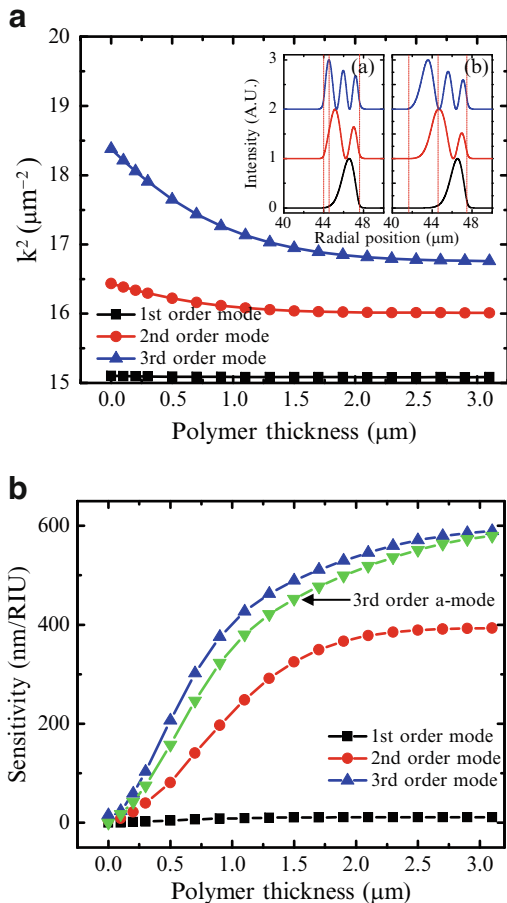 a
20
19
18
17
16
15
k² (μm⁻²)
0.0 0.5 1.0 1.5 2.0 2.5 3.0
Polymer thickness (μm)
1st order mode
2nd order mode
3rd order mode
(a) (b)
3
2
1
0
Intensity (A.U.)
40 44 48 40 44 48
Radial position (μm)
b
600
400
200
0
Sensitivity (nm/RIU)
3rd order a-mode
1st order mode
2nd order mode
3rd order mode
0.0 0.5 1.0 1.5 2.0 2.5 3.0
Polymer thickness (μm)